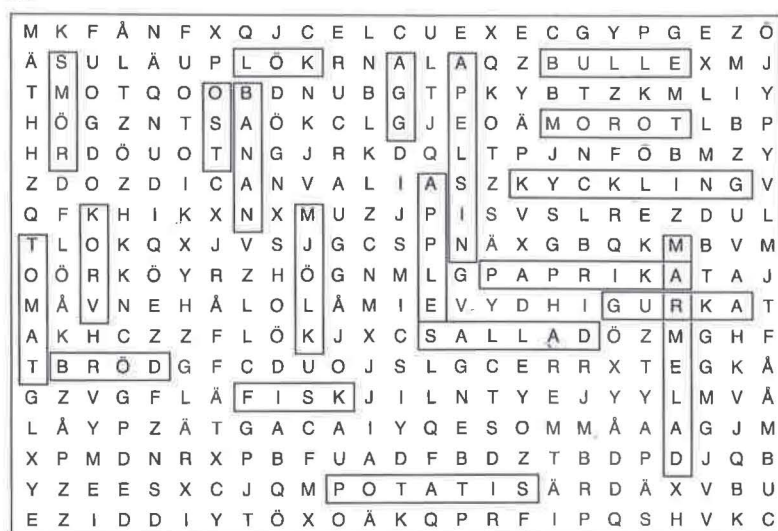 M K F Å N F X Q J C E L C U E X E C G Y P G E Z Ö
Ä S U L Ä U P L Ö K R N A L A Q Z B U L L E X M J
T M O T Q O O B D N U B G T P K Y B T Z K M L I Y
H Ö G Z N T S A Ö K C L G J E O Ä M O R O T L B P
H R D Ö U O T N G J R K D Q L T P J N F Ö B M Z Y
Z D O Z D I C A N V A L I A S Z K Y C K L I N G V
Q F K H I K X N X M U Z J P I S V S L R E Z D U L
T L O K Q X J V S J G C S P N Ä X G B Q K M B V M
O Ö R K Ö Y R Z H Ö G N M L G P A P R I K A T A J
M Å V N E H Å L O L Å M I E V Y D H I G U R K A T
A K H C Z Z F L Ö K J X C S A L L A D Ö Z M G H F
T B R Ö D G F C D U O J S L G C E R R X T E G K Å
G Z V G F L Ä F I S K J I L N T Y E J Y Y L M V Å
L Å Y P Z Ä T G A C A I Y Q E S O M M Å A A G J M
X P M D N R X P B F U A D F B D Z T B D P D J Q B
Y Z E E S X C J Q M P O T A T I S Ä R D Ä X V B U
E Z I D D I Y T Ö X O Ä K Q P R F I P Q S H V K C